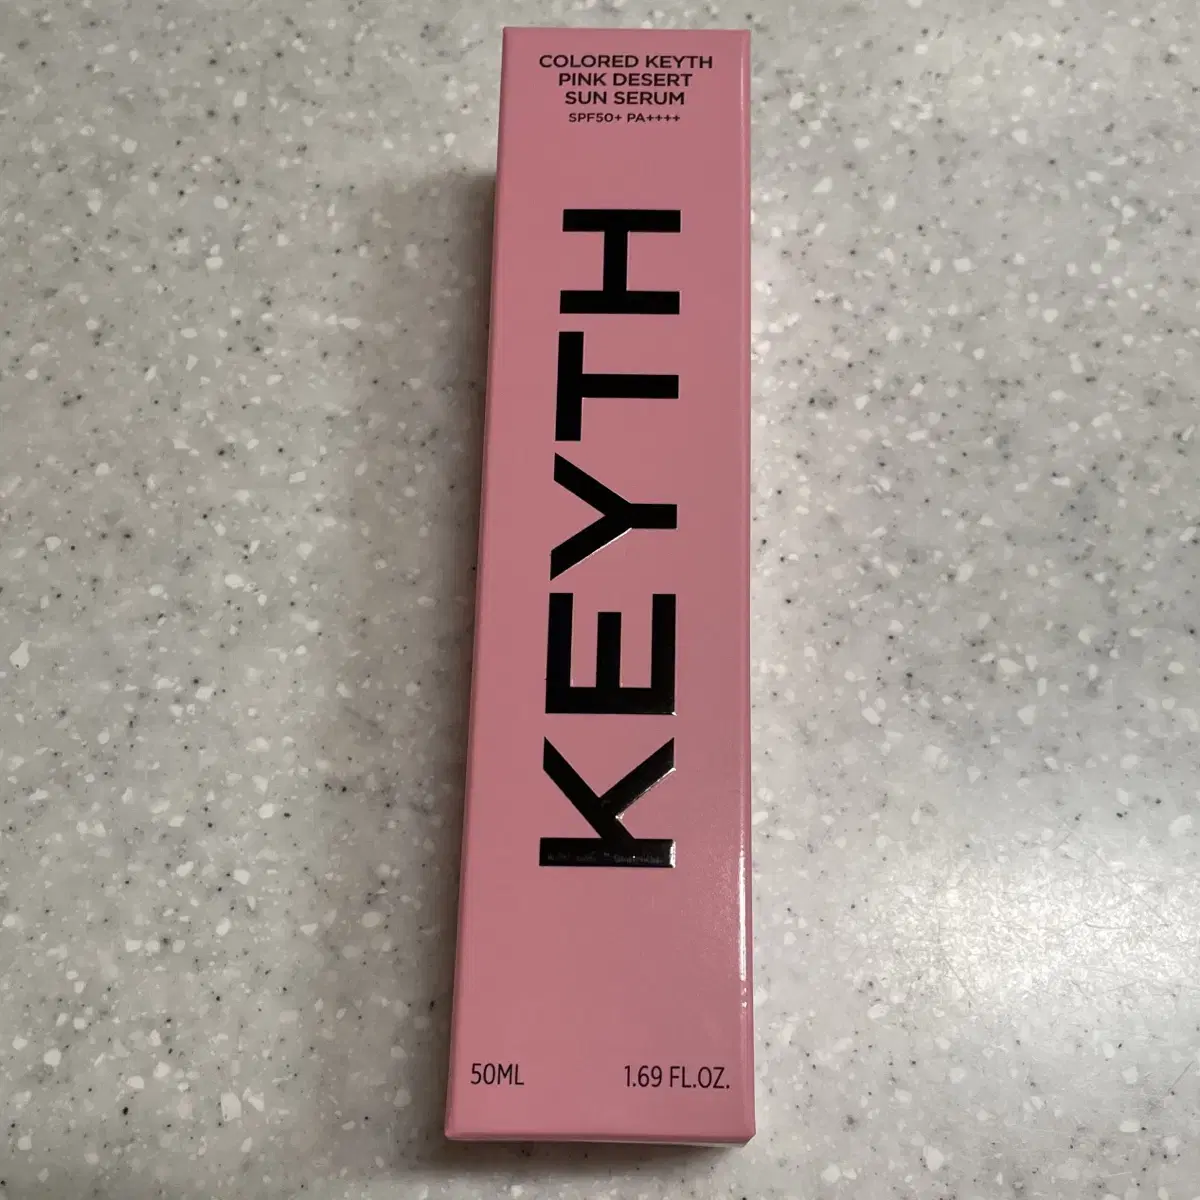 COLORED KEYTH
PINK DESERT
SUN SERUM
SPF50+ PA++++
KEYTH
50ML
1.69 FL.OZ.